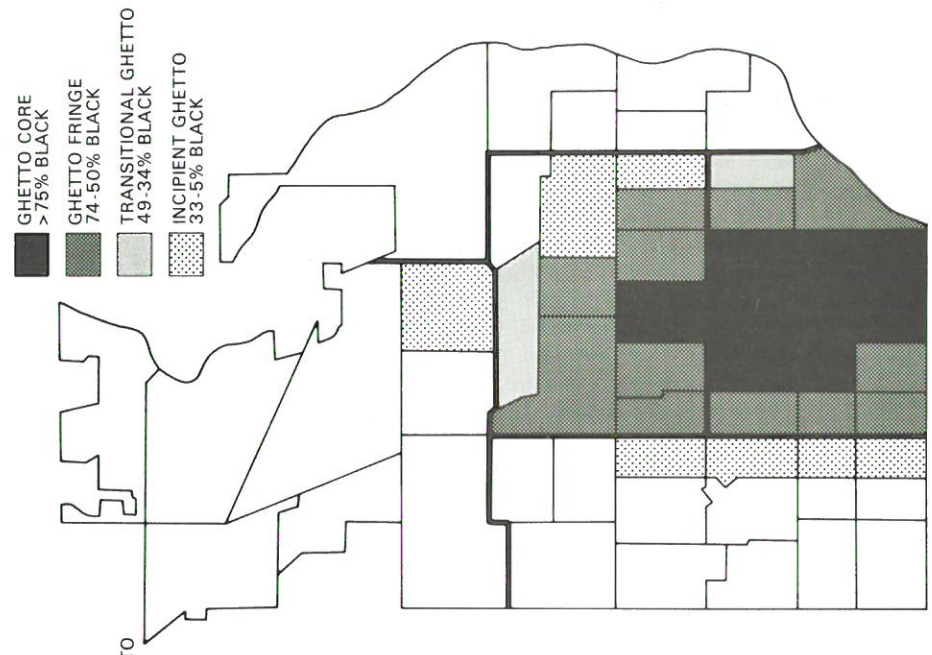 GHETTO CORE
>75% BLACK
GHETTO FRINGE
74-50% BLACK
TRANSITIONAL GHETTO
49-34% BLACK
INCIPIENT GHETTO
33-5% BLACK
TO